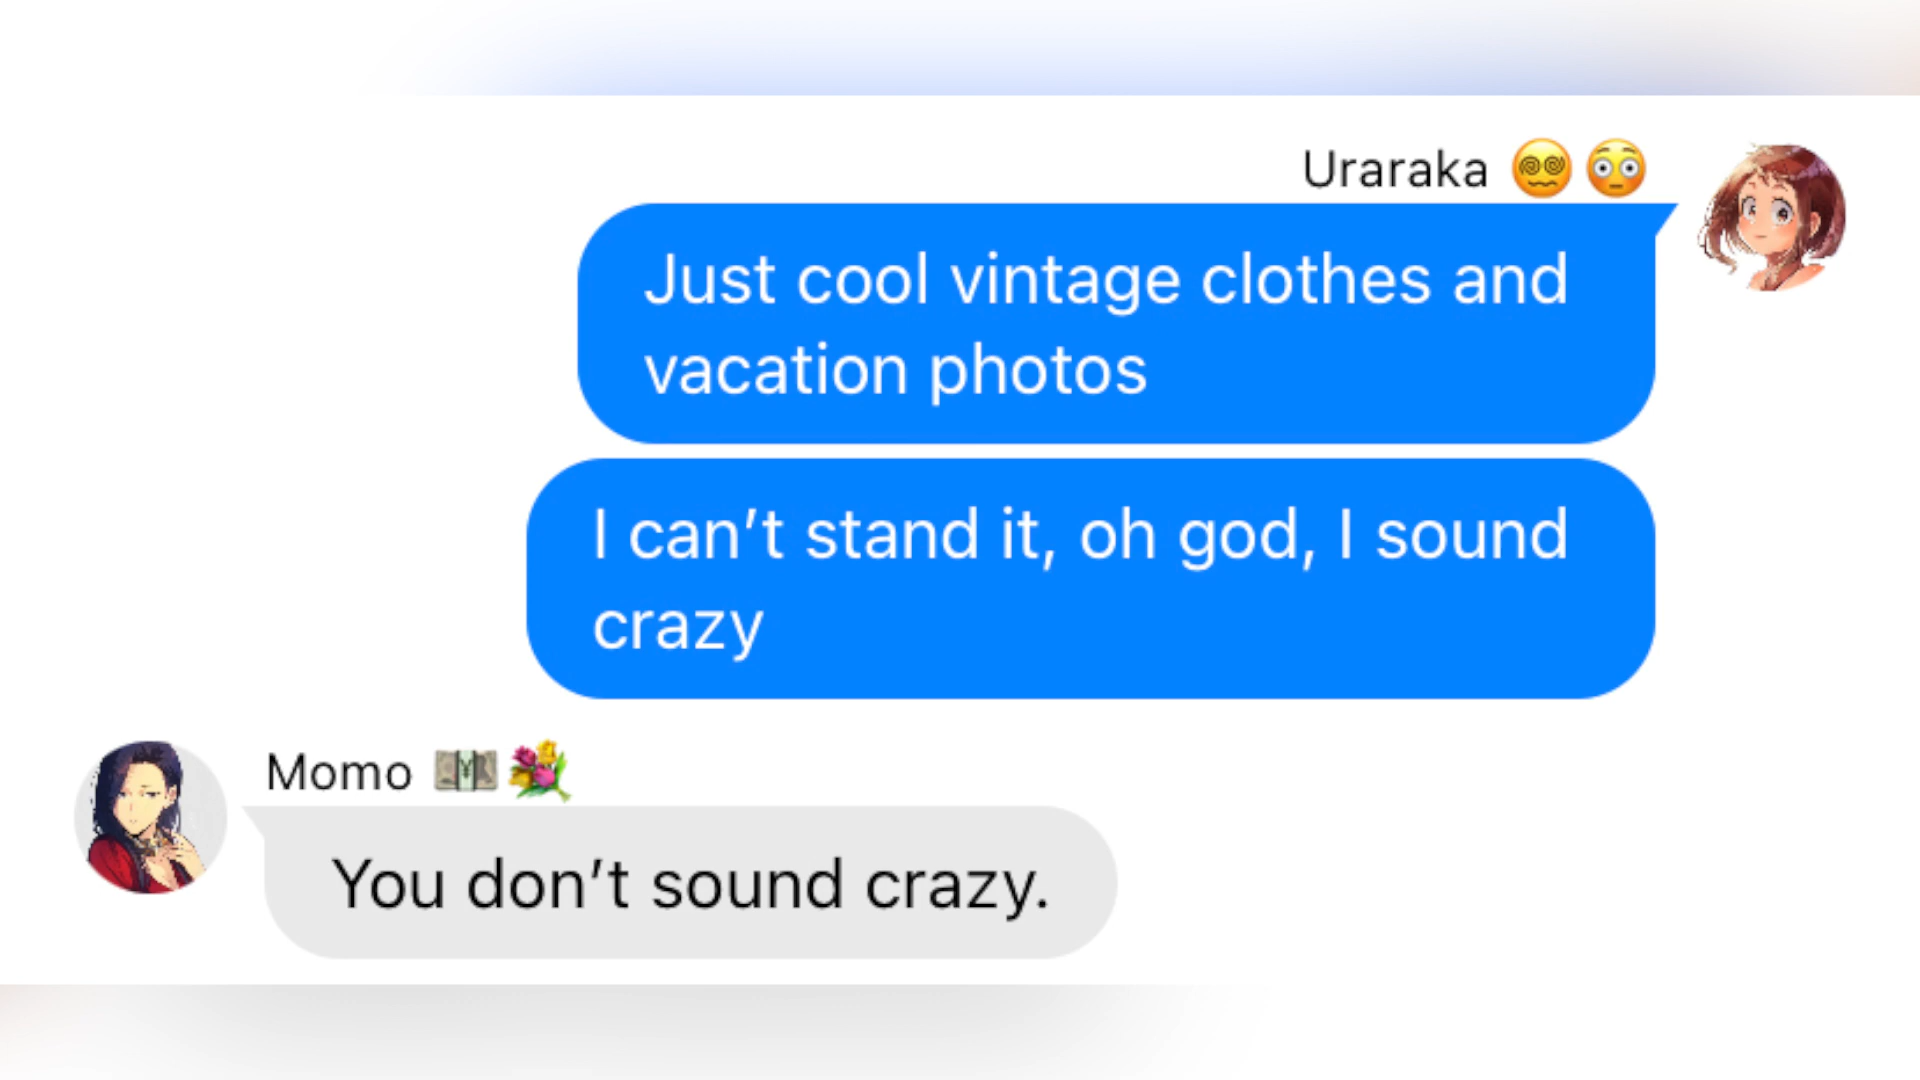 Uraraka 😵‍💫😳
Just cool vintage clothes and
vacation photos
I can’t stand it, oh god, I sound
crazy
Momo 💴💐
You don’t sound crazy.